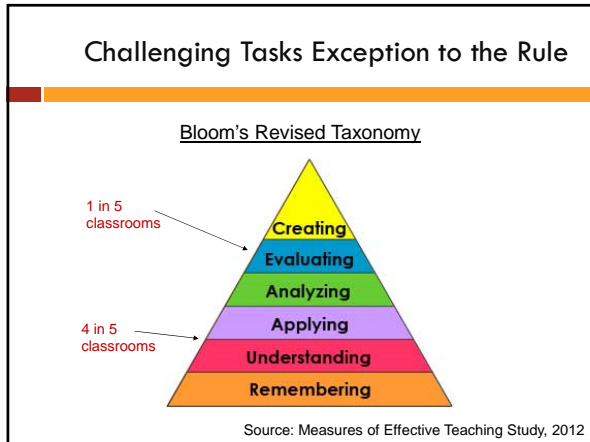 Challenging Tasks Exception to the Rule
Bloom's Revised Taxonomy
1 in 5
classrooms
Creating
Evaluating
Analyzing
4 in 5
classrooms
Applying
Understanding
Remembering
Source: Measures of Effective Teaching Study, 2012